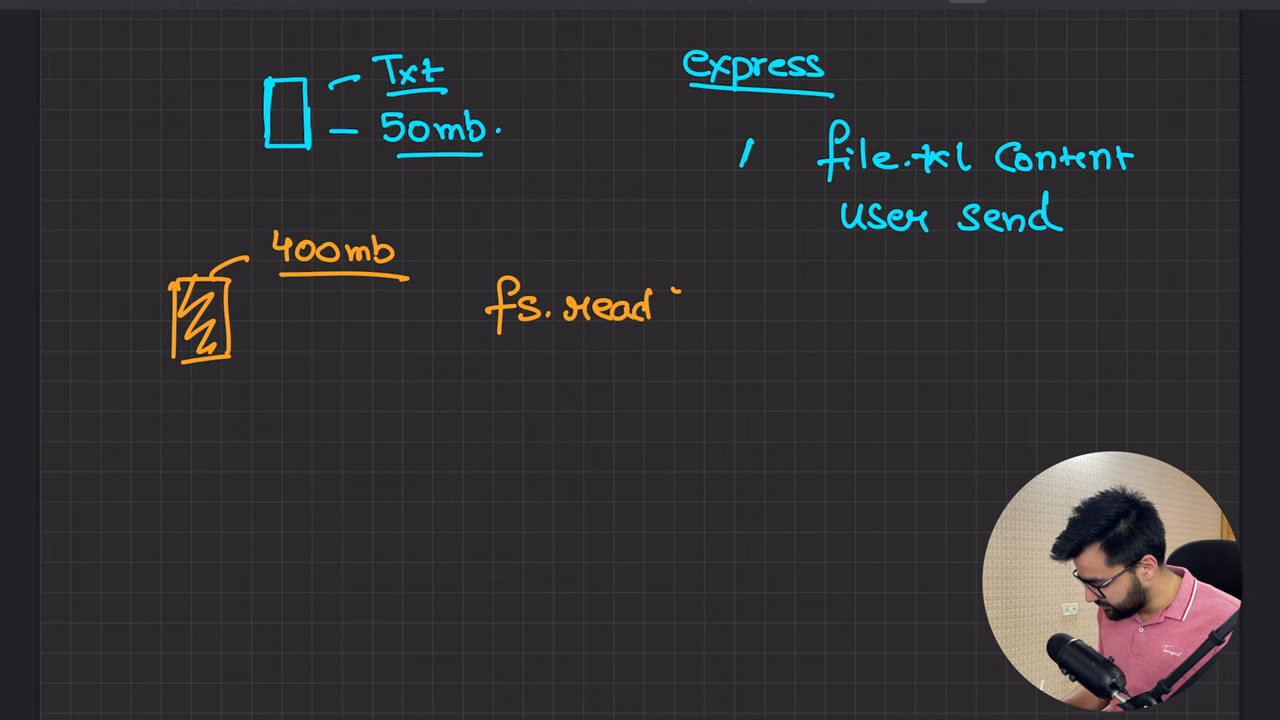 Txt
50mb.
express
/ file.txt Content
user send
400mb
fs.read